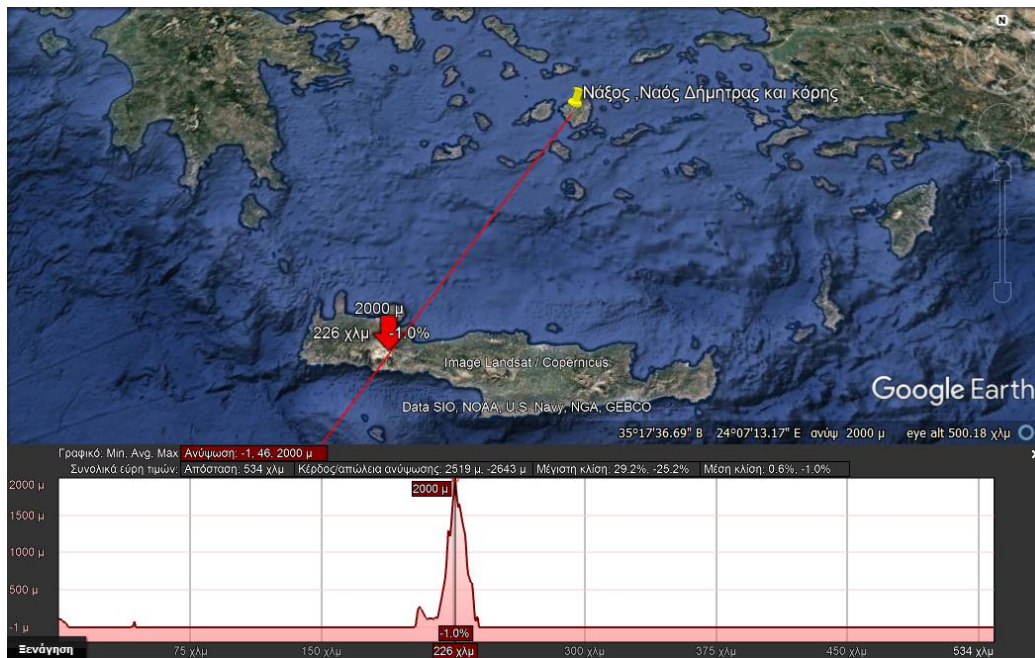 N
Νάξος ,Ναός Δήμητρας και κόρης
2000 μ
226 χλμ -1.0%
Image Landsat / Copernicus
Google Earth
Data SIO, NOAA, U.S. Navy, NGA, GEBCO
35°17'36.69" Β 24°07'13.17" Ε ανύψ 2000 μ eye alt 500.18 χλμ
Γραφικό: Min, Avg, Max Ανύψωση: -1, 46, 2000 μ
Συνολικά εύρη τιμών: Απόσταση: 534 χλμ Κέρδος/απώλεια ανύψωσης: 2519 μ, -2643 μ Μέγιστη κλίση: 29.2%, -25.2% Μέση κλίση: 0.6%, -1.0%
2000 μ
2000 μ
1500 μ
1000 μ
500 μ
-1 μ
-1.0%
Ξενάγηση
75 χλμ 150 χλμ 226 χλμ 300 χλμ 375 χλμ 450 χλμ 534 χλμ